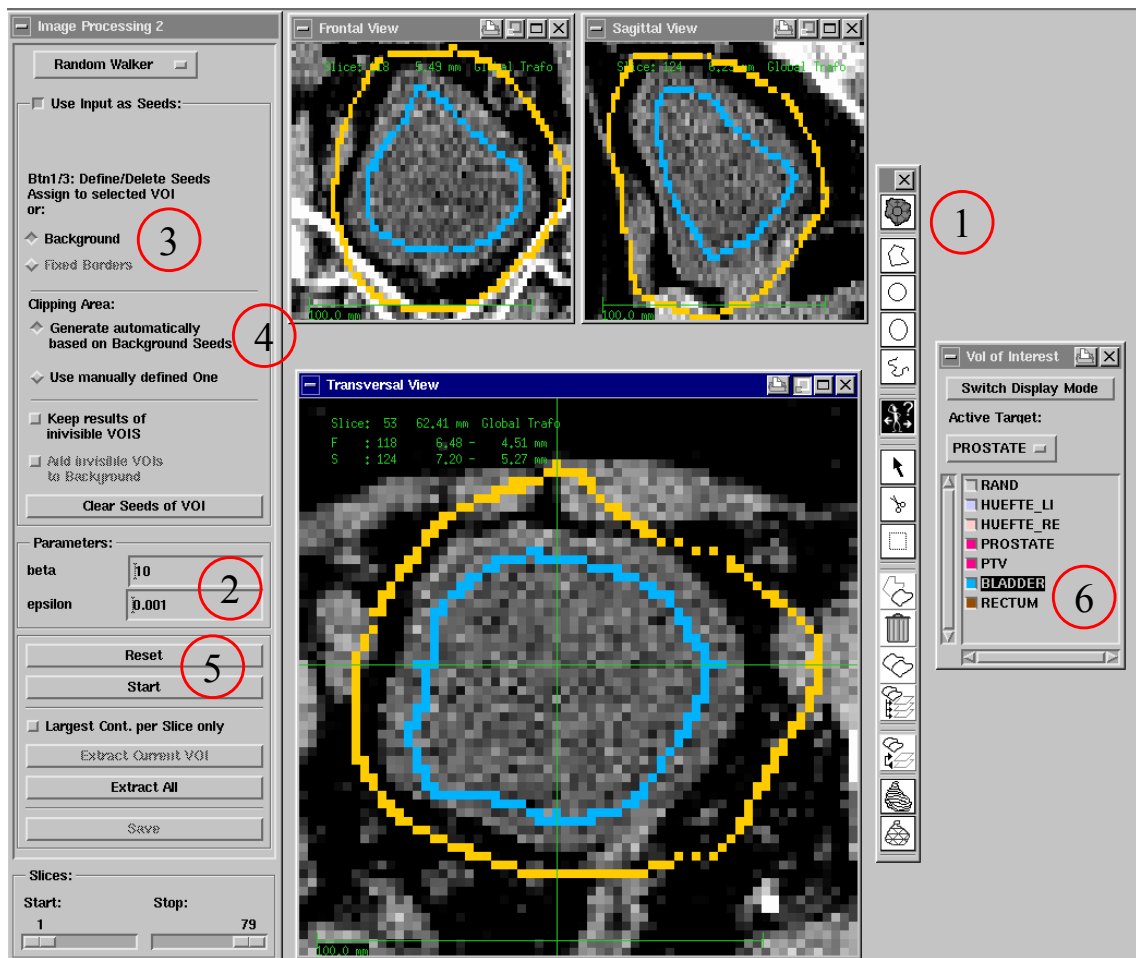 Image Processing 2
Random Walker
Use Input as Seeds:
Btn1/3: Define/Delete Seeds
Assign to selected VOI
or:
Background
Fixed Borders
3
Clipping Area:
Generate automatically
based on Background Seeds
4
Use manually defined One
Keep results of
inivisible VOIS
Add invisible VOIs
to Background
Clear Seeds of VOI
Parameters:
beta
10
epsilon
0.001
2
Reset
Start
5
Largest Cont. per Slice only
Extract Current VOI
Extract All
Save
Slices:
Start: Stop:
1 79
Frontal View
5.49 mm Global Trafo
100.0 mm
Sagittal View
Slice: 124 Global Trafo
100.0 mm
Transversal View
Slice: 53 62.41 mm Global Trafo
F : 118 6.48 - 4.51 mm
S : 124 7.20 - 5.27 mm
100.0 mm
1
?
Vol of Interest
Switch Display Mode
Active Target:
PROSTATE
RAND
HUEFTE_LI
HUEFTE_RE
PROSTATE
PTV
BLADDER
RECTUM
6